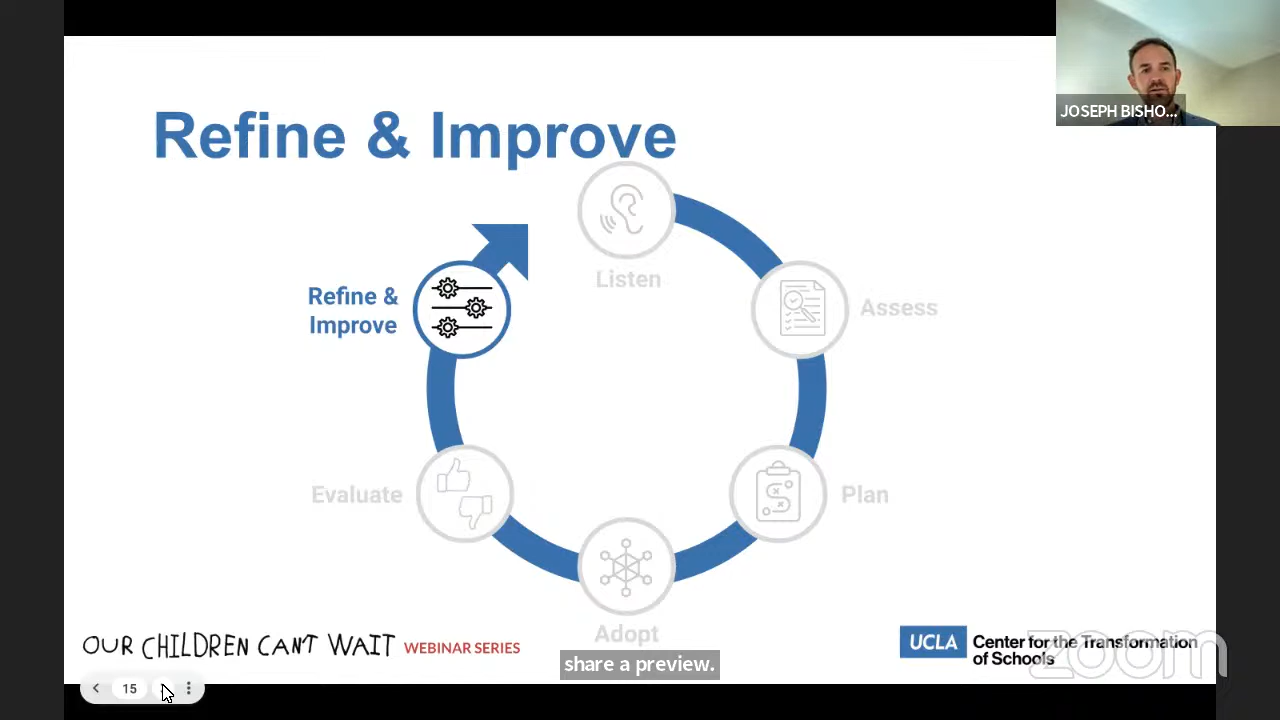 Refine & Improve
JOSEPH BISHO...
Listen
Refine &
Improve
Assess
Evaluate
Plan
Adopt
OUR CHILDREN CAN'T WAIT WEBINAR SERIES
UCLA Center for the Transformation
of Schools
zoom
share a preview.
15